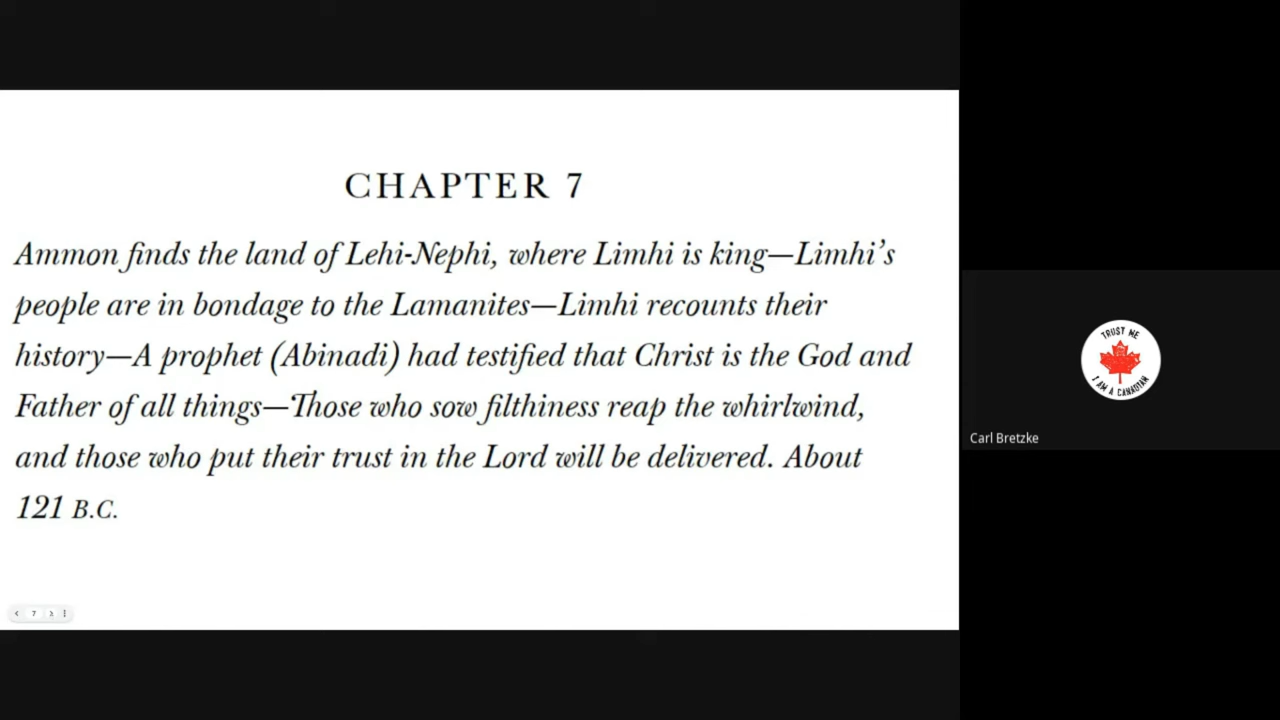 CHAPTER 7
Ammon finds the land of Lehi-Nephi, where Limhi is king—Limhi’s
people are in bondage to the Lamanites—Limhi recounts their
history—A prophet (Abinadi) had testified that Christ is the God and
Father of all things—Those who sow filthiness reap the whirlwind,
and those who put their trust in the Lord will be delivered. About
121 B.C.
7
TRUST ME
I AM A CANADIAN
Carl Bretzke